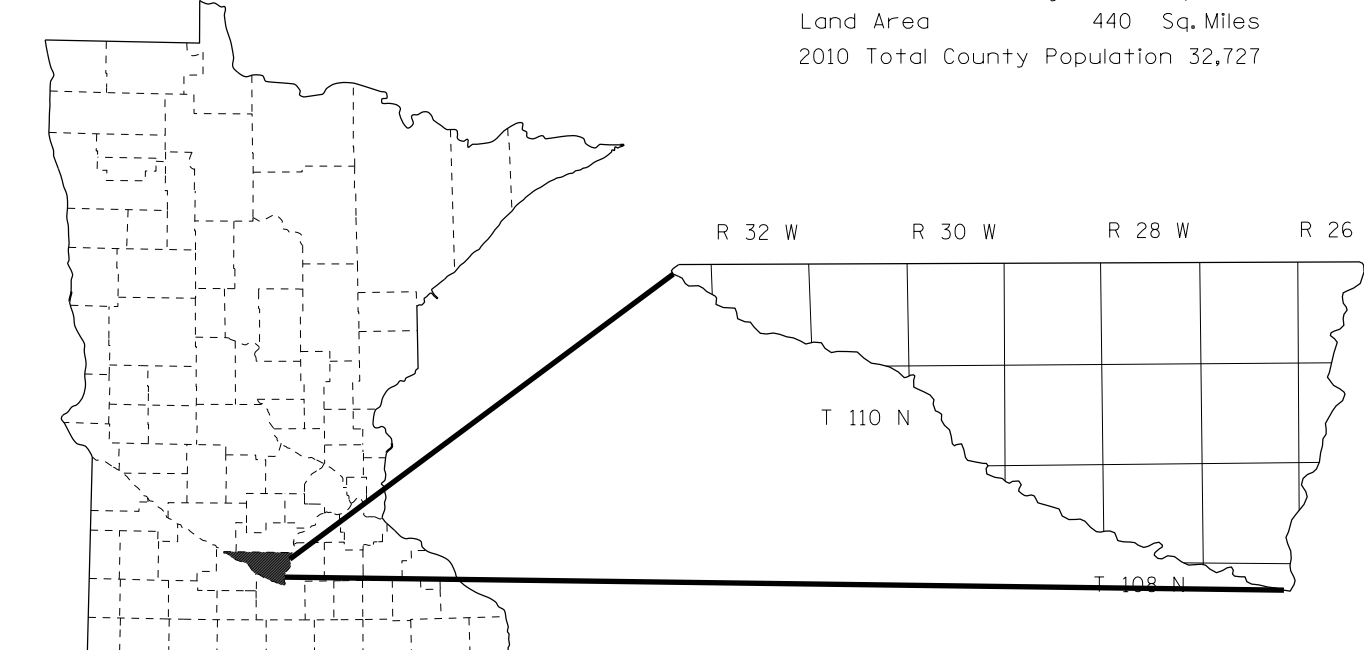 Land Area 440 Sq. Miles
2010 Total County Population 32,727
R 32 W R 30 W R 28 W R 26
T 110 N
T 108 N